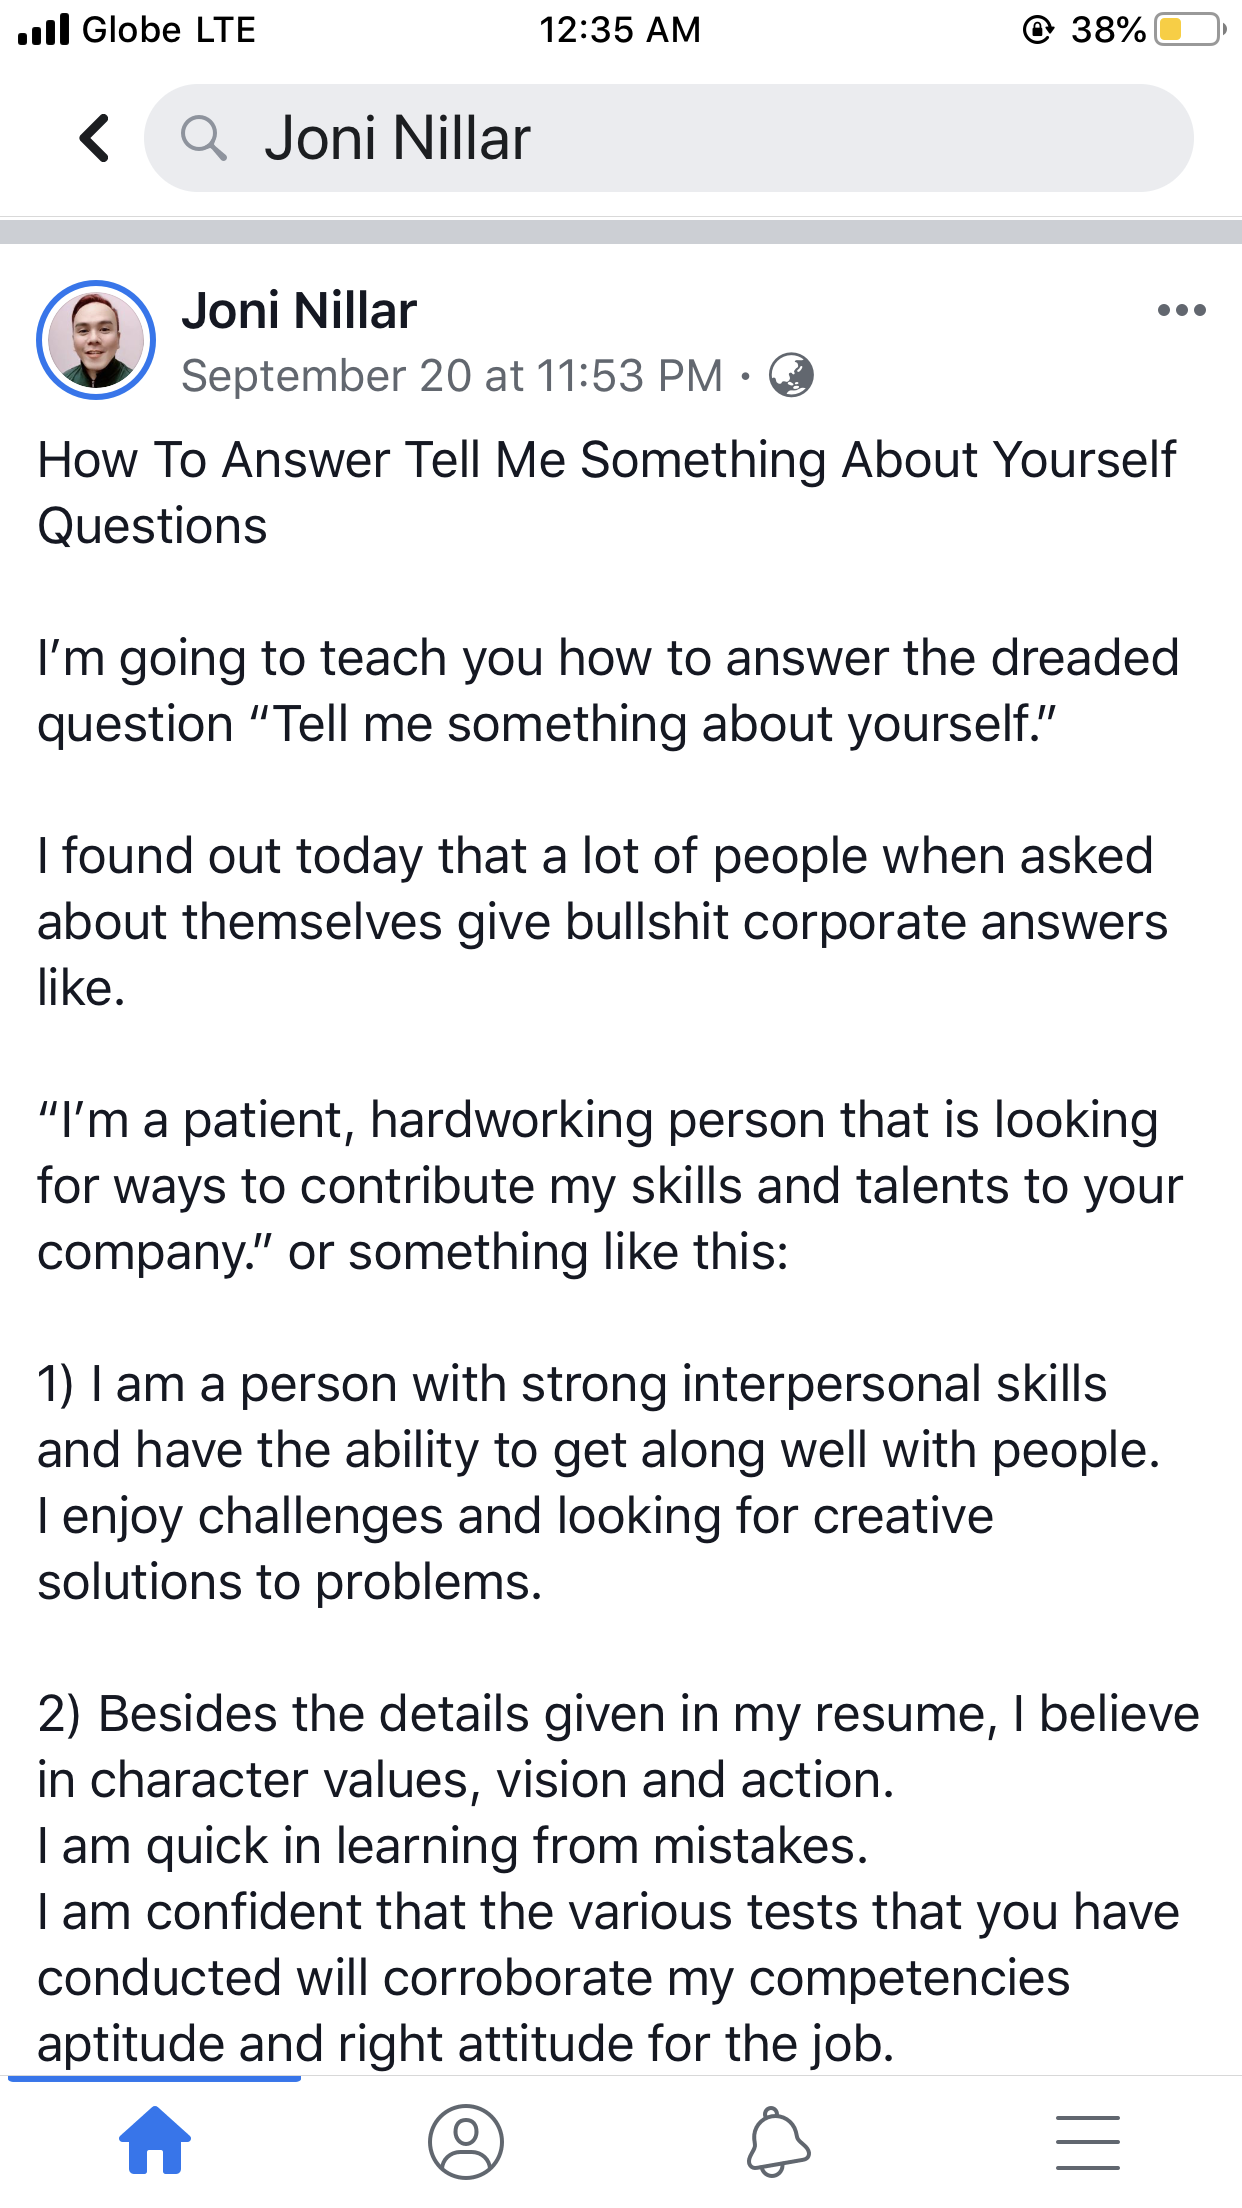 Globe LTE 12:35 AM 38%
Joni Nillar
Joni Nillar
September 20 at 11:53 PM ·
How To Answer Tell Me Something About Yourself
Questions
I’m going to teach you how to answer the dreaded
question “Tell me something about yourself.”
I found out today that a lot of people when asked
about themselves give bullshit corporate answers
like.
“I’m a patient, hardworking person that is looking
for ways to contribute my skills and talents to your
company.” or something like this:
1) I am a person with strong interpersonal skills
and have the ability to get along well with people.
I enjoy challenges and looking for creative
solutions to problems.
2) Besides the details given in my resume, I believe
in character values, vision and action.
I am quick in learning from mistakes.
I am confident that the various tests that you have
conducted will corroborate my competencies
aptitude and right attitude for the job.